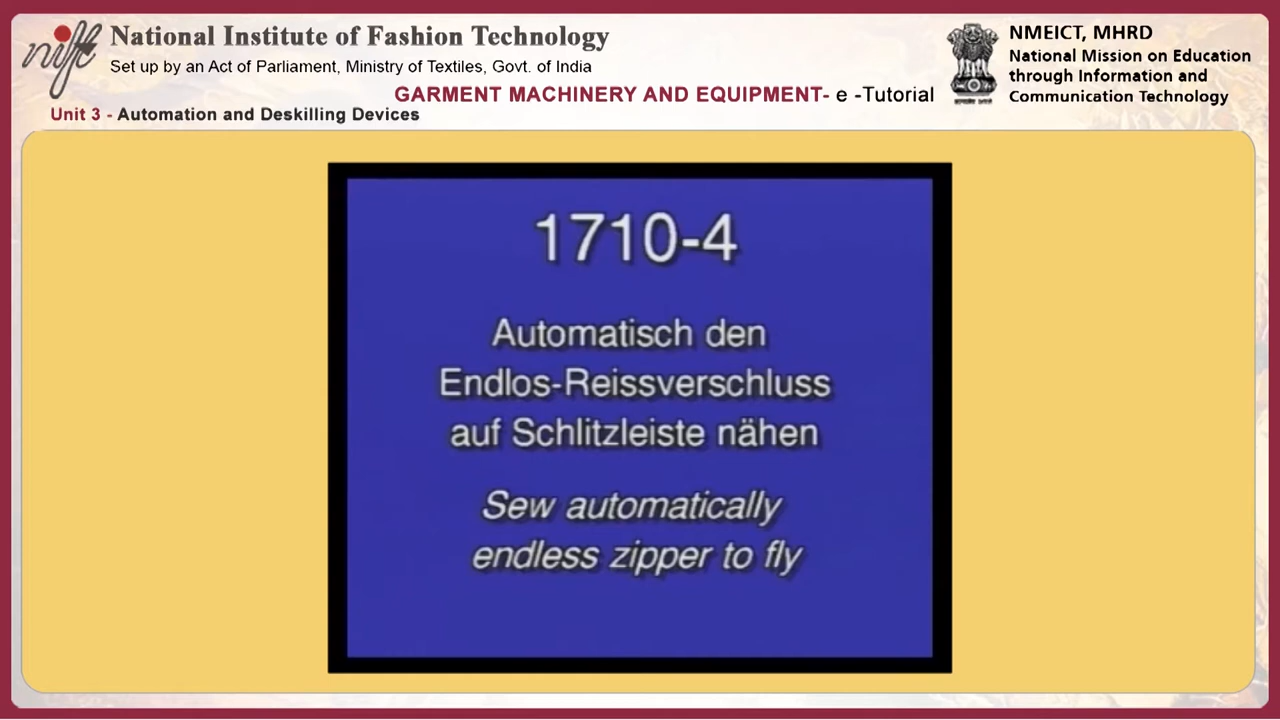 nift
National Institute of Fashion Technology
Set up by an Act of Parliament, Ministry of Textiles, Govt. of India
GARMENT MACHINERY AND EQUIPMENT- e -Tutorial
Unit 3 - Automation and Deskilling Devices
NMEICT, MHRD
National Mission on Education
through Information and
Communication Technology
1710-4
Automatisch den
Endlos-Reissverschluss
auf Schlitzleiste nähen
Sew automatically
endless zipper to fly